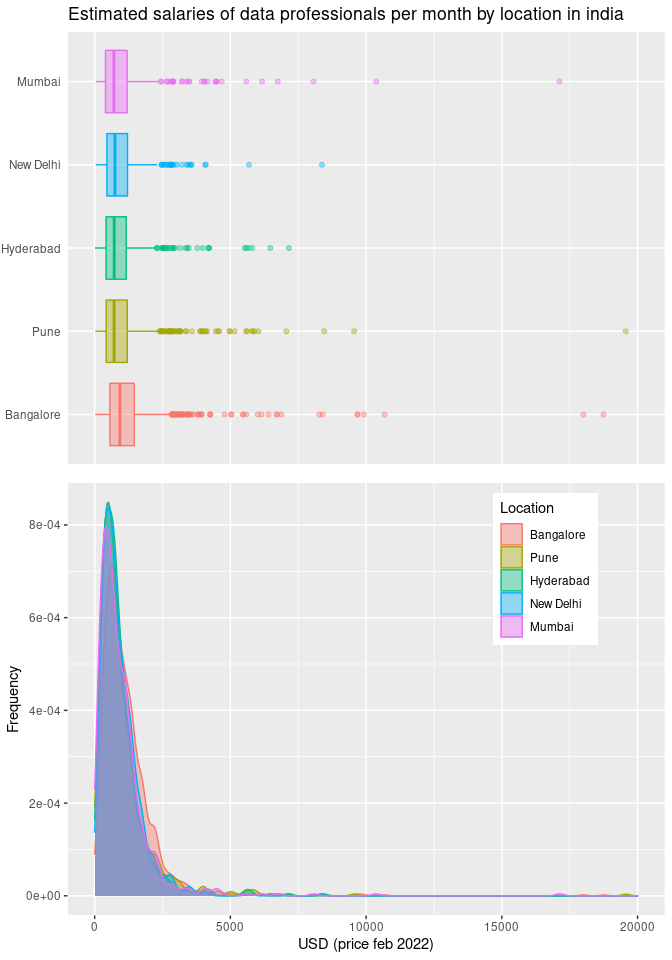 Estimated salaries of data professionals per month by location in india
Mumbai
New Delhi
Hyderabad
Pune
Bangalore
Location
Bangalore
Pune
Hyderabad
New Delhi
Mumbai
8e-04
6e-04
4e-04
2e-04
0e+00
Frequency
0 5000 10000 15000 20000
USD (price feb 2022)